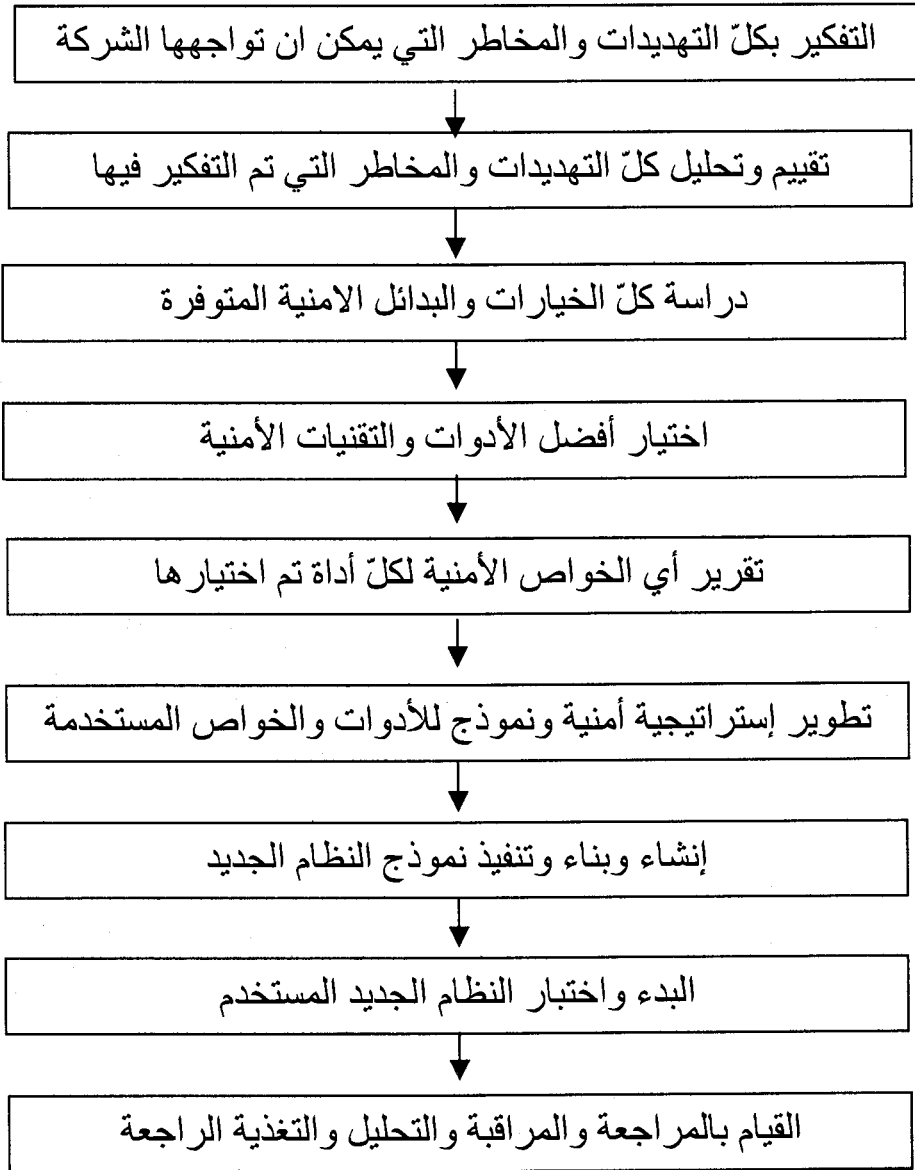 التفكير بكلّ التهديدات والمخاطر التي يمكن ان تواجهها الشركة
تقييم وتحليل كلّ التهديدات والمخاطر التي تم التفكير فيها
دراسة كلّ الخيارات والبدائل الامنية المتوفرة
اختيار أفضل الأدوات والتقنيات الأمنية
تقرير أي الخواص الأمنية لكلّ أداة تم اختيارها
تطوير إستراتيجية أمنية ونموذج للأدوات والخواص المستخدمة
إنشاء وبناء وتنفيذ نموذج النظام الجديد
البدء واختبار النظام الجديد المستخدم
القيام بالمراجعة والمراقبة والتحليل والتغذية الراجعة